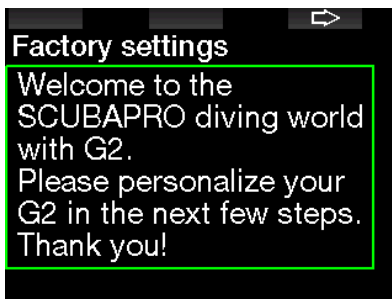 Factory settings
Welcome to the
SCUBAPRO diving world
with G2.
Please personalize your
G2 in the next few steps.
Thank you!